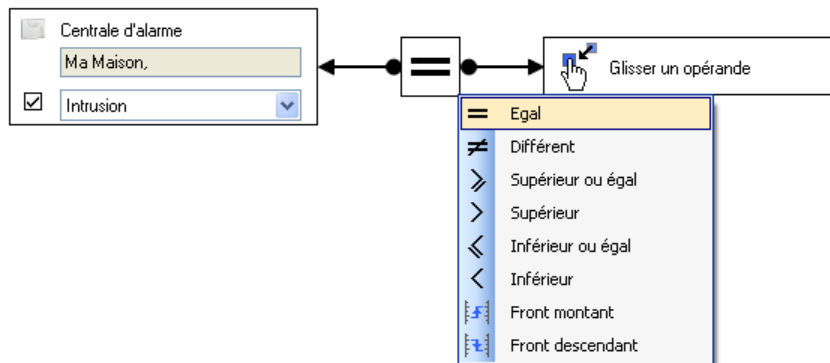 Centrale d'alarme
Ma Maison,
Intrusion
Glisser un opérande
Egal
Différent
Supérieur ou égal
Supérieur
Inférieur ou égal
Inférieur
Front montant
Front descendant